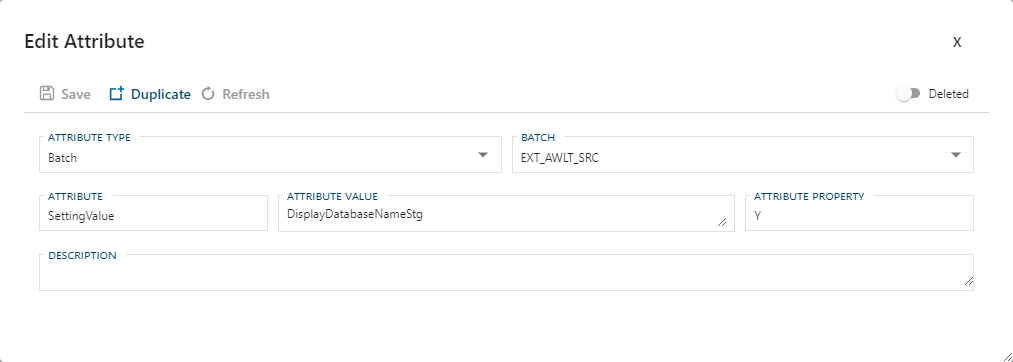 Edit Attribute
X
Save Duplicate Refresh
Deleted
ATTRIBUTE TYPE
Batch
BATCH
EXT_AWLT_SRC
ATTRIBUTE
SettingValue
ATTRIBUTE VALUE
DisplayDatabaseNameStg
ATTRIBUTE PROPERTY
Y
DESCRIPTION